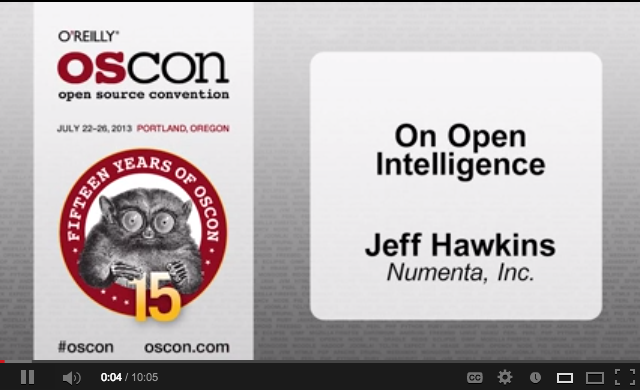 O'REILLY®
oscon
open source convention
JULY 22–26, 2013 PORTLAND, OREGON
FIFTEEN YEARS OF OSCON
15
#oscon oscon.com
On Open
Intelligence
Jeff Hawkins
Numenta, Inc.
0:04 / 10:05
CC